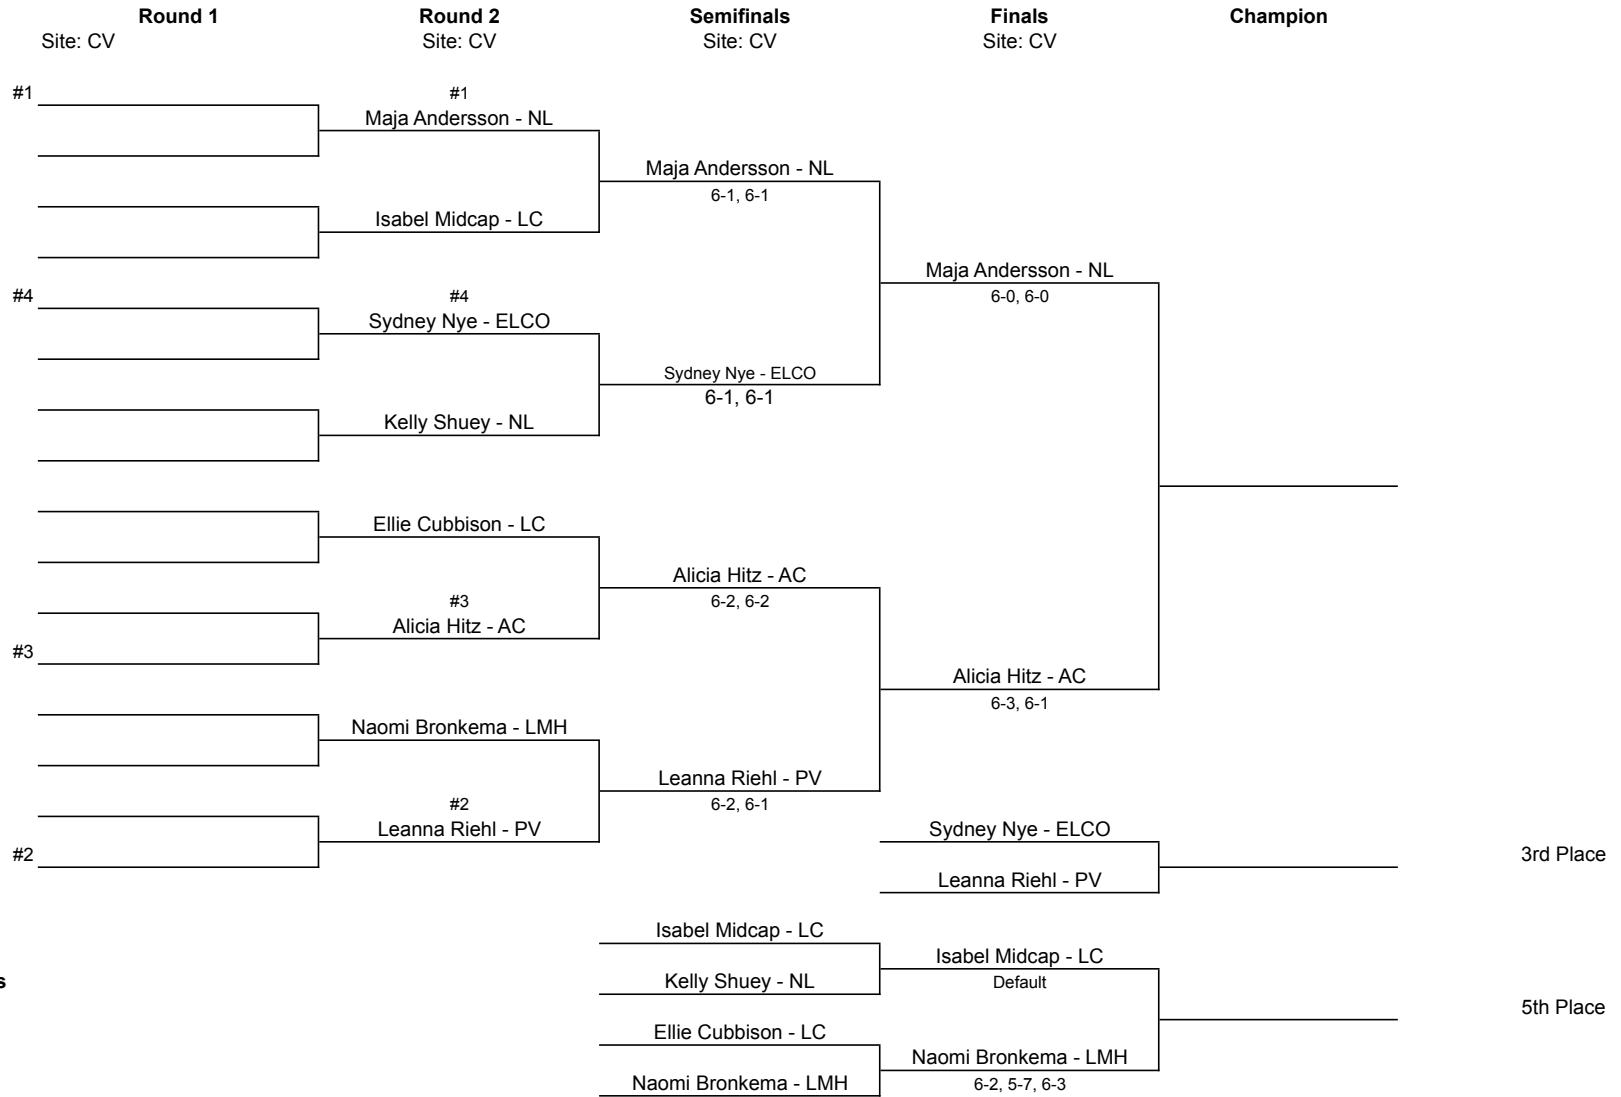 Round 1 Round 2 Semifinals Finals Champion
Site: CV Site: CV Site: CV Site: CV
#1 #1
Maja Andersson - NL
Maja Andersson - NL
6-1, 6-1
Isabel Midcap - LC
Maja Andersson - NL
#4 #4 6-0, 6-0
Sydney Nye - ELCO
Sydney Nye - ELCO
6-1, 6-1
Kelly Shuey - NL
Ellie Cubbison - LC
Alicia Hitz - AC
#3 6-2, 6-2
Alicia Hitz - AC
#3
Alicia Hitz - AC
6-3, 6-1
Naomi Bronkema - LMH
Leanna Riehl - PV
#2 6-2, 6-1
Leanna Riehl - PV Sydney Nye - ELCO
#2 3rd Place
Leanna Riehl - PV
Isabel Midcap - LC
Isabel Midcap - LC
s Kelly Shuey - NL Default
5th Place
Ellie Cubbison - LC
Naomi Bronkema - LMH
Naomi Bronkema - LMH 6-2, 5-7, 6-3